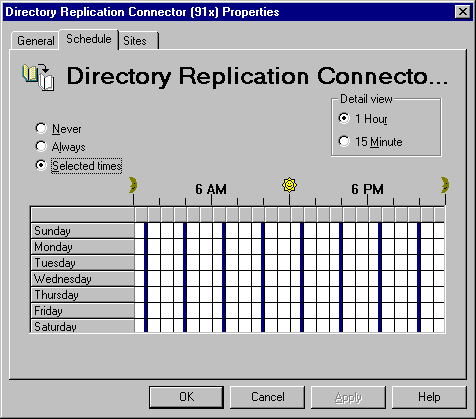 Directory Replication Connector (91x) Properties
General Schedule Sites
Directory Replication Connecto...
Detail view
1 Hour
15 Minute
Never
Always
Selected times
6 AM 6 PM
Sunday
Monday
Tuesday
Wednesday
Thursday
Friday
Saturday
OK Cancel Apply Help